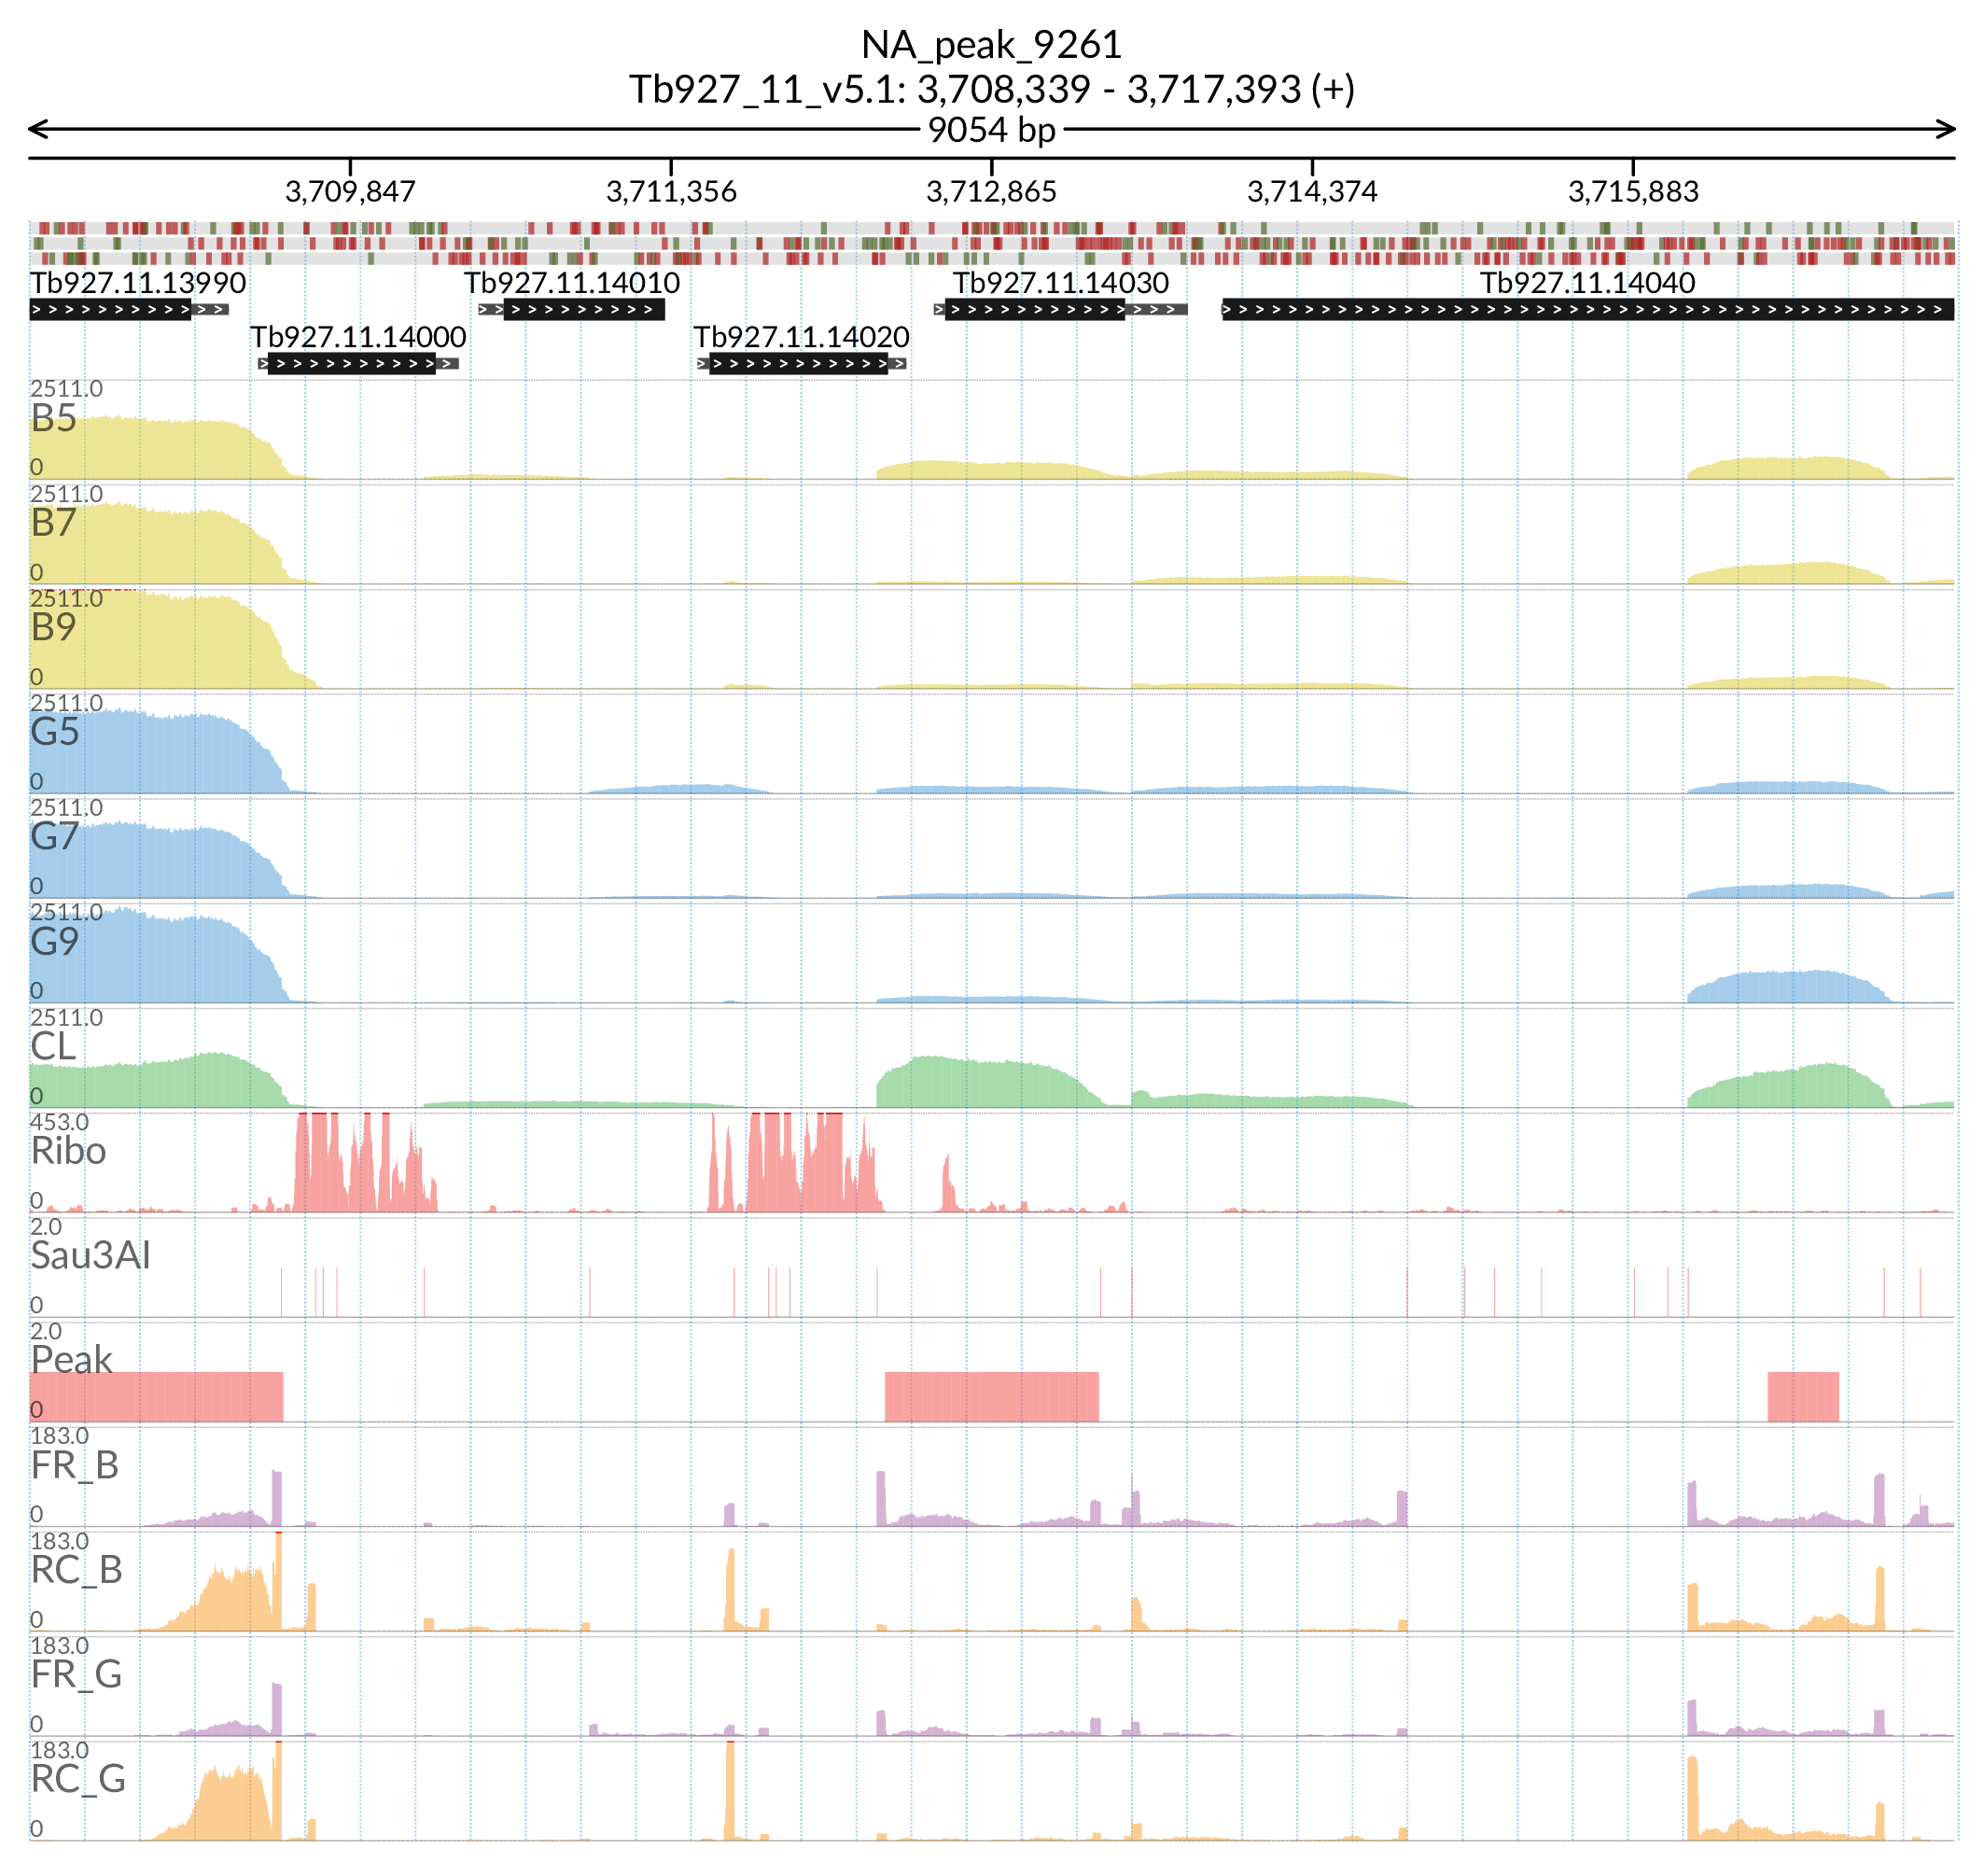 NA_peak_9261
Tb927_11_v5.1: 3,708,339 - 3,717,393 (+)
9054 bp
3,709,847 3,711,356 3,712,865 3,714,374 3,715,883
Tb927.11.13990 Tb927.11.14010 Tb927.11.14030 Tb927.11.14040
Tb927.11.14000 Tb927.11.14020
2511.0
B5
0
2511.0
B7
0
2511.0
B9
0
2511.0
G5
0
2511.0
G7
0
2511.0
G9
0
2511.0
CL
0
453.0
Ribo
0
2.0
Sau3AI
0
2.0
Peak
0
183.0
FR_B
0
183.0
RC_B
0
183.0
FR_G
0
183.0
RC_G
0